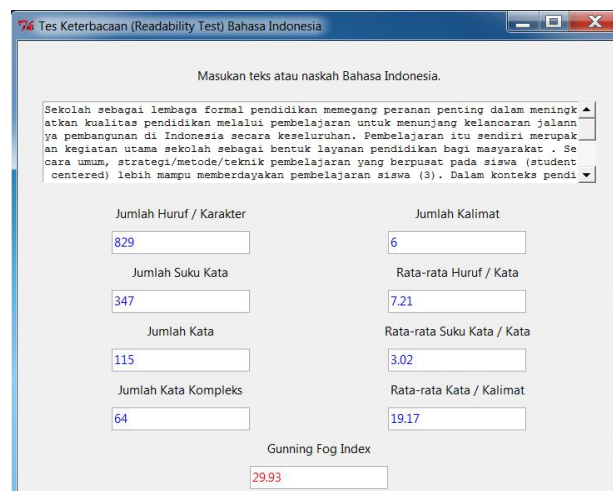 Tes Keterbacaan (Readability Test) Bahasa Indonesia
Masukan teks atau naskah Bahasa Indonesia.
Sekolah sebagai lembaga formal pendidikan memegang peranan penting dalam meningk
atkan kualitas pendidikan melalui pembelajaran untuk menunjang kelancaran jalann
ya pembangunan di Indonesia secara keseluruhan. Pembelajaran itu sendiri merupak
an kegiatan utama sekolah sebagai bentuk layanan pendidikan bagi masyarakat . Se
cara umum, strategi/metode/teknik pembelajaran yang berpusat pada siswa (student
centered) lebih mampu memberdayakan pembelajaran siswa (3). Dalam konteks pendi
Jumlah Huruf / Karakter
829
Jumlah Kalimat
6
Jumlah Suku Kata
347
Rata-rata Huruf / Kata
7.21
Jumlah Kata
115
Rata-rata Suku Kata / Kata
3.02
Jumlah Kata Kompleks
64
Rata-rata Kata / Kalimat
19.17
Gunning Fog Index
29.93